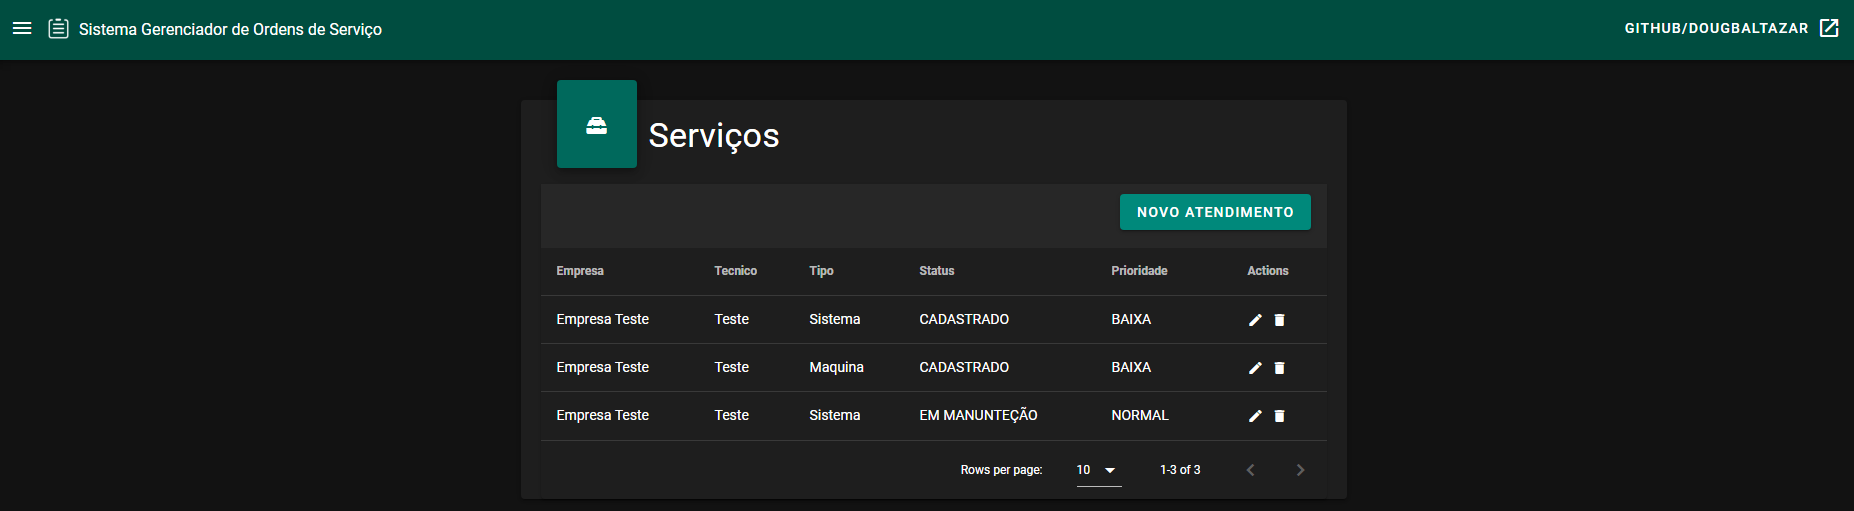 Sistema Gerenciador de Ordens de Serviço
GITHUB/DOUGBALTAZAR
Serviços
NOVO ATENDIMENTO
Empresa Tecnico Tipo Status Prioridade Actions
Empresa Teste Teste Sistema CADASTRADO BAIXA
Empresa Teste Teste Maquina CADASTRADO BAIXA
Empresa Teste Teste Sistema EM MANUNTEÇÃO NORMAL
Rows per page: 10 1-3 of 3